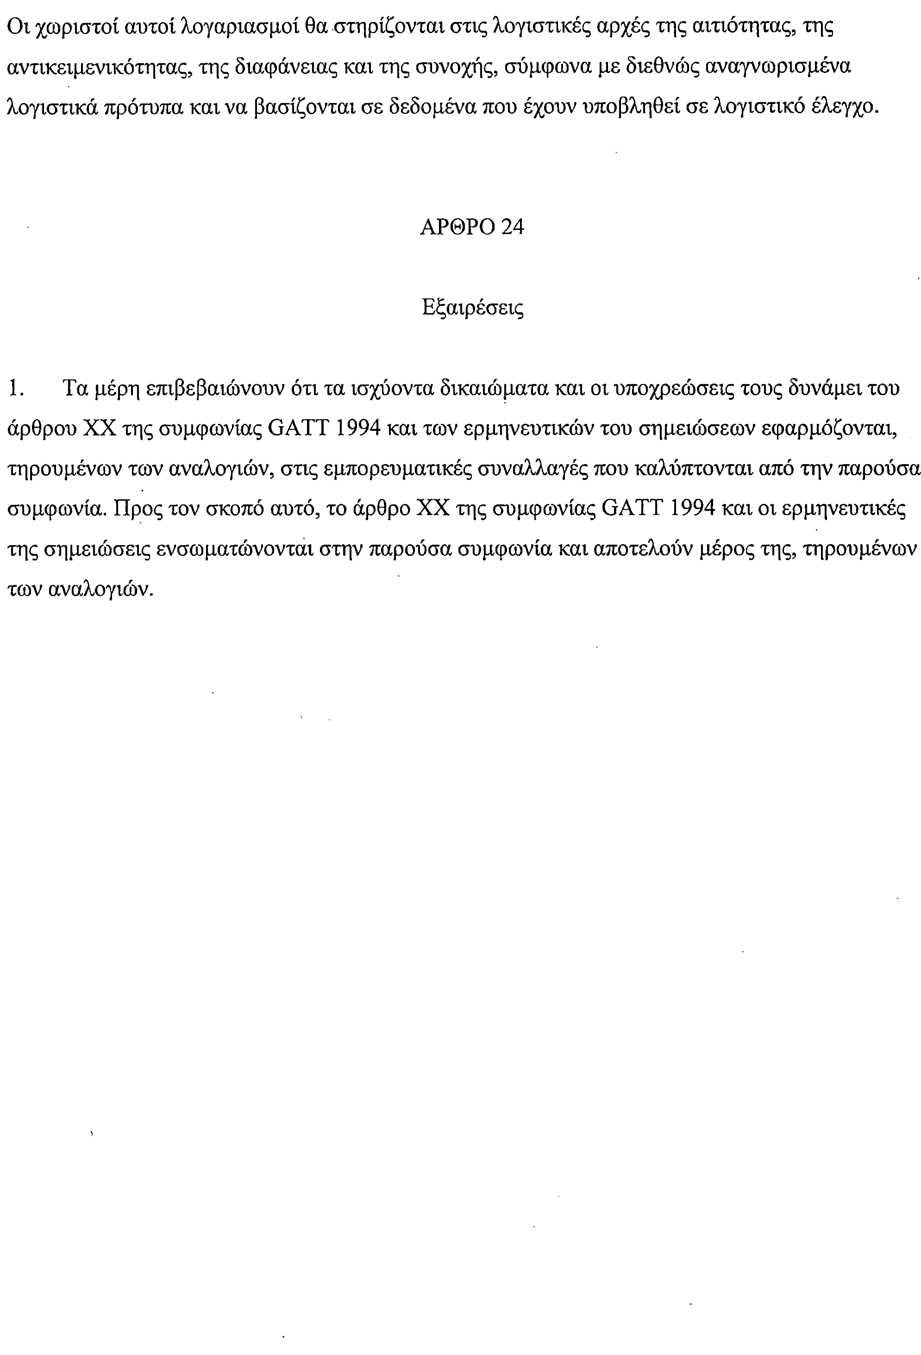 Οι χωριστοί αυτοί λογαριασμοί θα στηρίζονται στις λογιστικές αρχές της αιτιότητας, της
αντικειμενικότητας, της διαφάνειας και της συνοχής, σύμφωνα με διεθνώς αναγνωρισμένα
λογιστικά πρότυπα και να βασίζονται σε δεδομένα που έχουν υποβληθεί σε λογιστικό έλεγχο.
ΑΡΘΡΟ 24
Εξαιρέσεις
1. Τα μέρη επιβεβαιώνουν ότι τα ισχύοντα δικαιώματα και οι υποχρεώσεις τους δυνάμει του
άρθρου ΧΧ της συμφωνίας GATT 1994 και των ερμηνευτικών του σημειώσεων εφαρμόζονται,
τηρουμένων των αναλογιών, στις εμπορευματικές συναλλαγές που καλύπτονται από την παρούσα
συμφωνία. Προς τον σκοπό αυτό, το άρθρο ΧΧ της συμφωνίας GATT 1994 και οι ερμηνευτικές
της σημειώσεις ενσωματώνονται στην παρούσα συμφωνία και αποτελούν μέρος της, τηρουμένων
των αναλογιών.